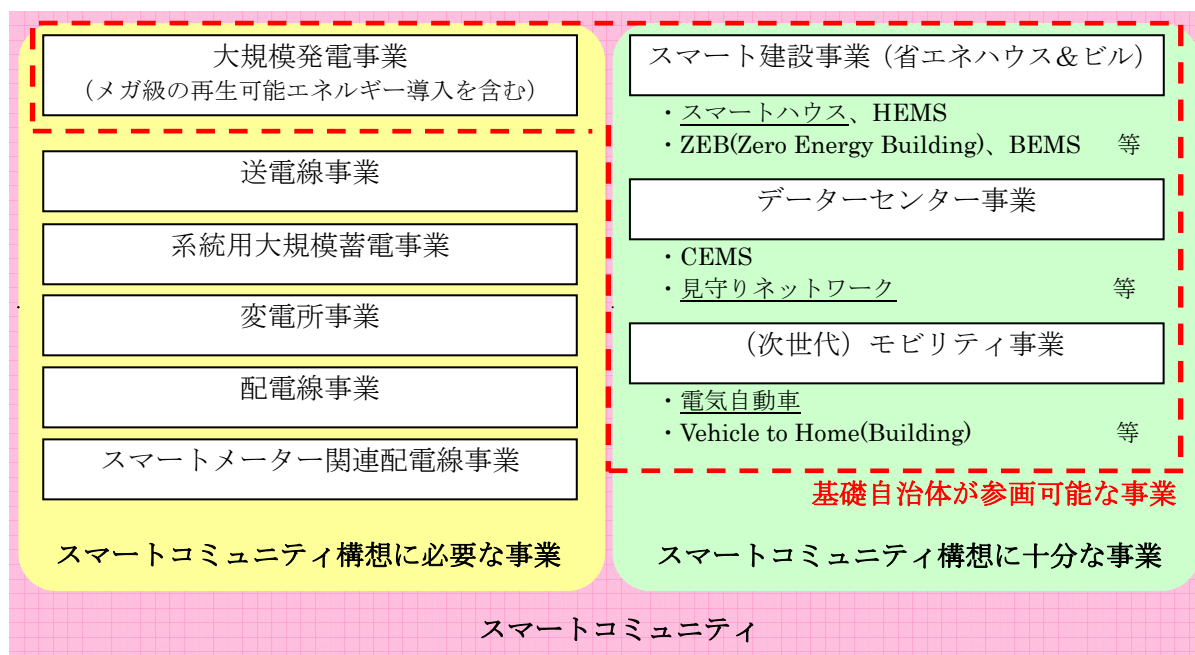 大規模発電事業
（メガ級の再生可能エネルギー導入を含む）
送電線事業
系統用大規模蓄電事業
変電所事業
配電線事業
スマートメーター関連配電線事業
スマートコミュニティ構想に必要な事業
スマート建設事業（省エネハウス＆ビル）
・スマートハウス、HEMS
・ZEB(Zero Energy Building)、BEMS　等
データーセンター事業
・CEMS
・見守りネットワーク　等
（次世代）モビリティ事業
・電気自動車
・Vehicle to Home(Building)　等
基礎自治体が参画可能な事業
スマートコミュニティ構想に十分な事業
スマートコミュニティ